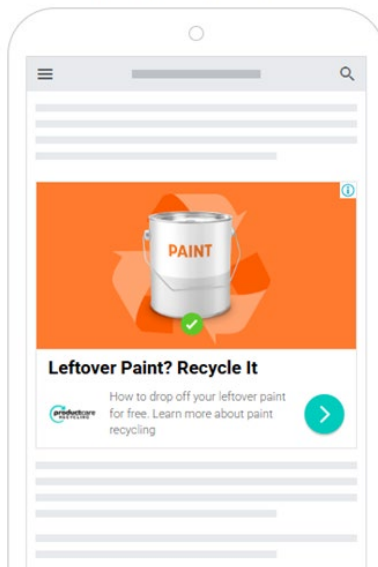 PAINT
Leftover Paint? Recycle It
How to drop off your leftover paint
for free. Learn more about paint
recycling
productcare
RECYCLING